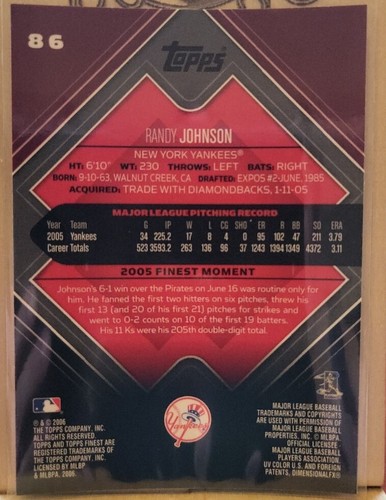 86
Topps
RANDY JOHNSON
NEW YORK YANKEES®
HT: 6'10" WT: 230 THROWS: LEFT BATS: RIGHT
BORN: 9-10-63, WALNUT CREEK, CA DRAFTED: EXPOS #2-JUNE, 1985
ACQUIRED: TRADE WITH DIAMONDBACKS, 1-11-05
MAJOR LEAGUE PITCHING RECORD
Year Team G IP W L CG SHO ER R BB SO ERA
2005 Yankees 34 225.2 17 8 4 0 95 102 47 211 3.79
Career Totals 523 3593.2 263 136 96 37 1243 1394 1349 4372 3.11
2005 FINEST MOMENT
Johnson's 6-1 win over the Pirates on June 16 was routine only for
him. He fanned the first two hitters on six pitches, threw his
first 13 (and 20 of his first 21) pitches for strikes and
went to 0-2 counts on 10 of the first 19 batters.
His 11 Ks were his 205th double-digit total.
® & © 2006
THE TOPPS COMPANY, INC.
ALL RIGHTS RESERVED.
TOPPS AND TOPPS FINEST ARE
REGISTERED TRADEMARKS OF
THE TOPPS COMPANY, INC.
LICENSED BY MLBP
& MLBPA, 2006.
Yankees
MAJOR LEAGUE BASEBALL
TRADEMARKS AND COPYRIGHTS
ARE USED WITH PERMISSION OF
MAJOR LEAGUE BASEBALL
PROPERTIES, INC. © MLBPA
OFFICIAL LICENSEE -
MAJOR LEAGUE BASEBALL
PLAYERS ASSOCIATION.
UV COLOR U.S. AND FOREIGN
PATENTS, DIMENSIONALFX®